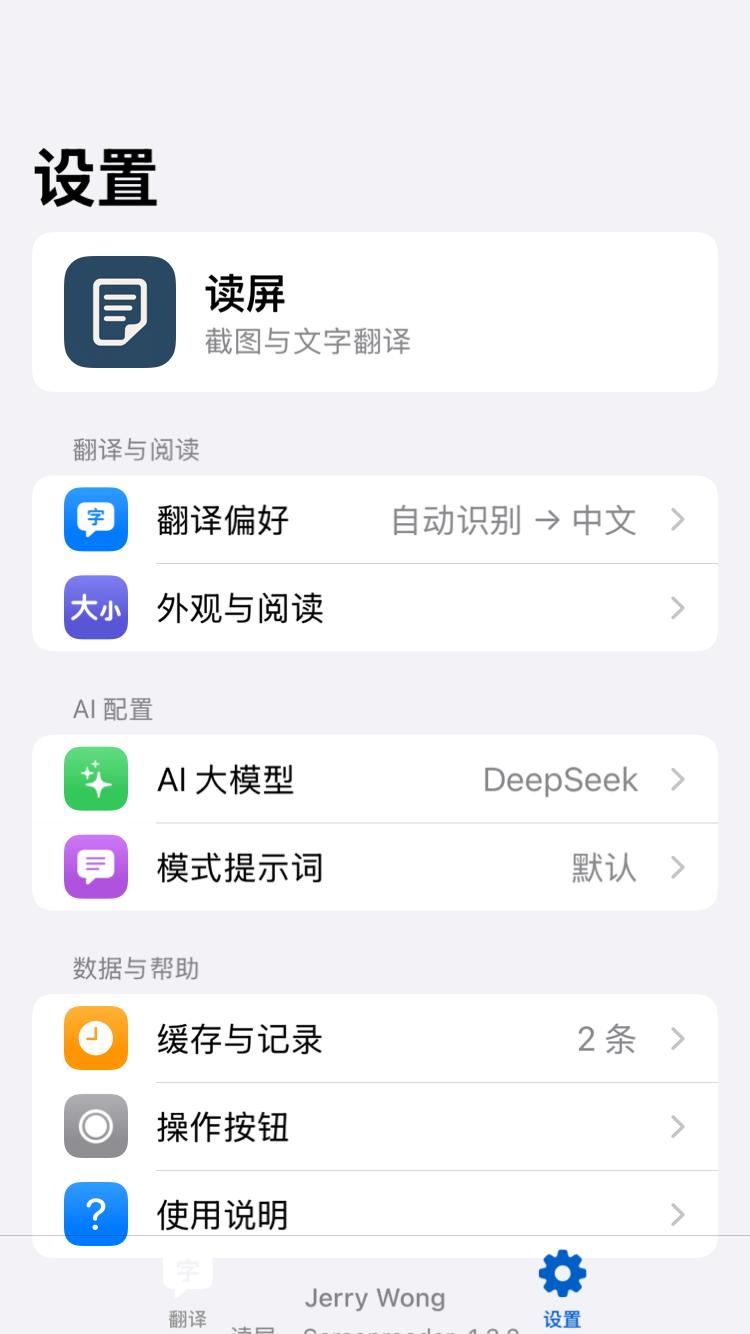 设置
读屏
截图与文字翻译
翻译与阅读
字 翻译偏好 自动识别 → 中文
大小 外观与阅读
AI 配置
AI 大模型 DeepSeek
模式提示词 默认
数据与帮助
缓存与记录 2 条
操作按钮
? 使用说明
字
Jerry Wong
翻译 设置